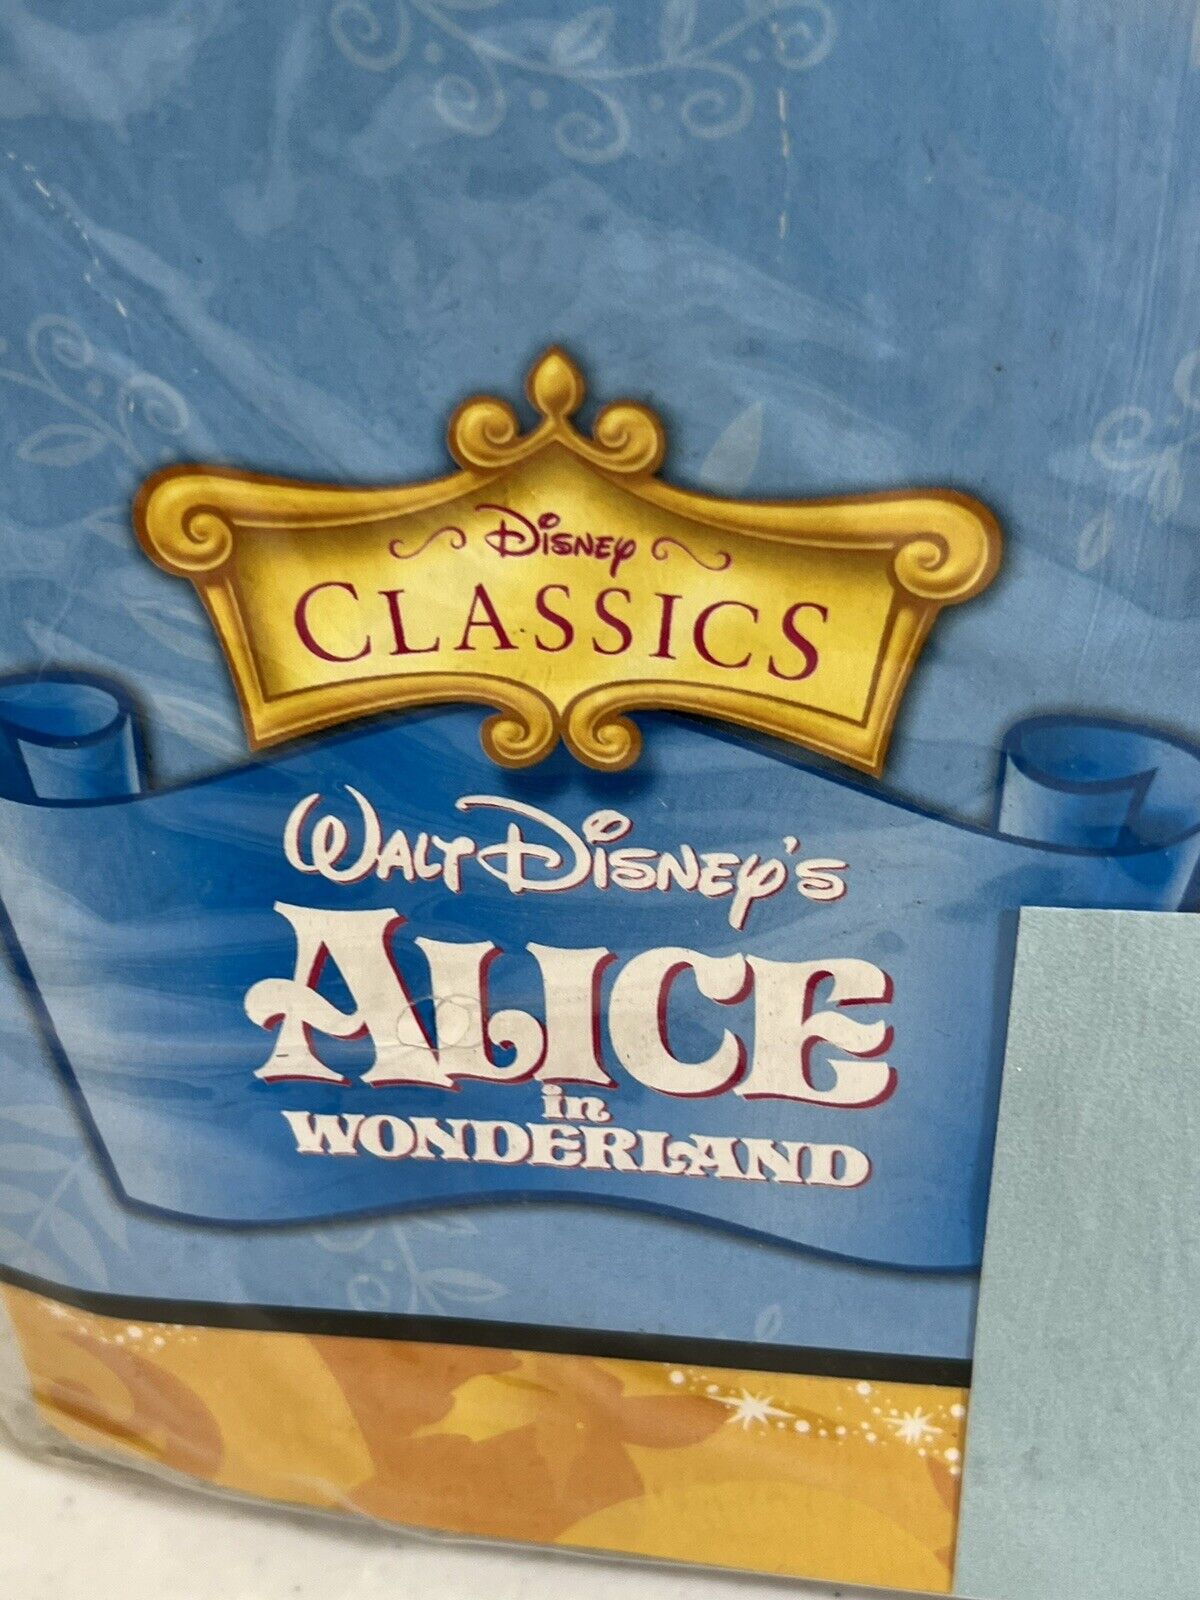 Disney
CLASSICS
Walt Disney's
ALICE
in
WONDERLAND